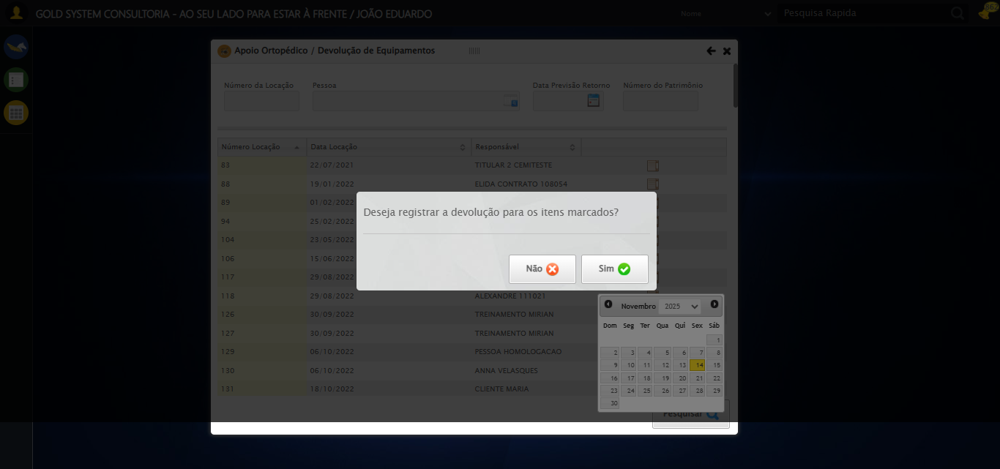 GOLD SYSTEM CONSULTORIA - AO SEU LADO PARA ESTAR À FRENTE / JOÃO EDUARDO
Nome
Pesquisa Rapida
Apoio Ortopédico / Devolução de Equipamentos
Número da Locação Pessoa Data Previsão Retorno Número do Patrimônio
Número Locação Data Locação Responsável
83 22/07/2021 TITULAR 2 CEMITESTE
88 19/01/2022 ELIDA CONTRATO 108054
89 01/02/2022
94 25/02/2022
104 23/05/2022
106 15/06/2022
117 29/08/2022
118 29/08/2022 ALEXANDRE 111021
126 30/09/2022 TREINAMENTO MIRIAN
127 30/09/2022 TREINAMENTO MIRIAN
129 06/10/2022 PESSOA HOMOLOGACAO
130 06/10/2022 ANNA VELASQUES
131 18/10/2022 CLIENTE MARIA
Deseja registrar a devolução para os itens marcados?
Não Sim
Novembro 2025
Dom Seg Ter Qua Qui Sex Sáb
1
2 3 4 5 6 7 8
9 10 11 12 13 14 15
16 17 18 19 20 21 22
23 24 25 26 27 28 29
30
Pesquisar